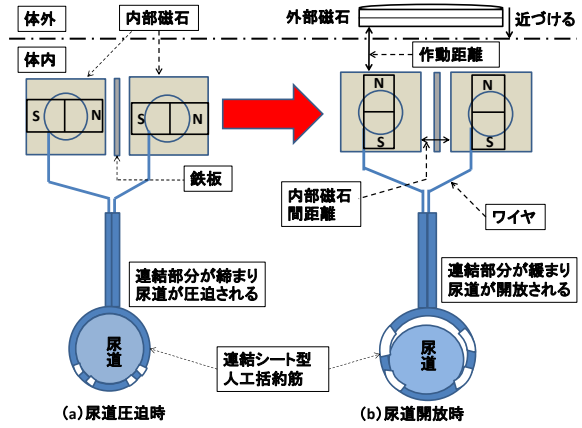 体外
内部磁石
外部磁石
近づける
体内
作動距離
S
N
S
N
N
S
N
S
鉄板
内部磁石
間距離
ワイヤ
連結部分が締まり
尿道が圧迫される
連結部分が緩まり
尿道が開放される
尿
道
連結シート型
人工括約筋
尿
道
(a)尿道圧迫時
(b)尿道開放時